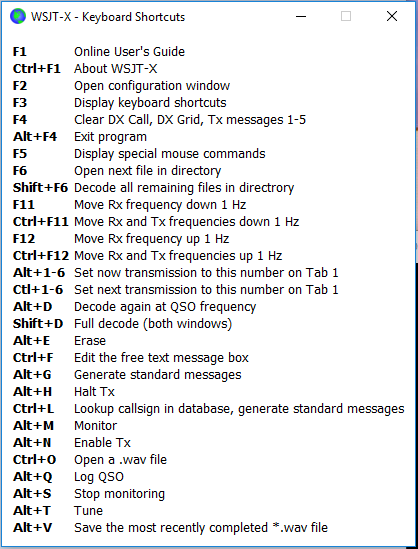 WSJT-X - Keyboard Shortcuts
F1 Online User's Guide
Ctrl+F1 About WSJT-X
F2 Open configuration window
F3 Display keyboard shortcuts
F4 Clear DX Call, DX Grid, Tx messages 1-5
Alt+F4 Exit program
F5 Display special mouse commands
F6 Open next file in directory
Shift+F6 Decode all remaining files in directrory
F11 Move Rx frequency down 1 Hz
Ctrl+F11 Move Rx and Tx frequencies down 1 Hz
F12 Move Rx frequency up 1 Hz
Ctrl+F12 Move Rx and Tx frequencies up 1 Hz
Alt+1-6 Set now transmission to this number on Tab 1
Ctl+1-6 Set next transmission to this number on Tab 1
Alt+D Decode again at QSO frequency
Shift+D Full decode (both windows)
Alt+E Erase
Ctrl+F Edit the free text message box
Alt+G Generate standard messages
Alt+H Halt Tx
Ctrl+L Lookup callsign in database, generate standard messages
Alt+M Monitor
Alt+N Enable Tx
Ctrl+O Open a .wav file
Alt+Q Log QSO
Alt+S Stop monitoring
Alt+T Tune
Alt+V Save the most recently completed *.wav file